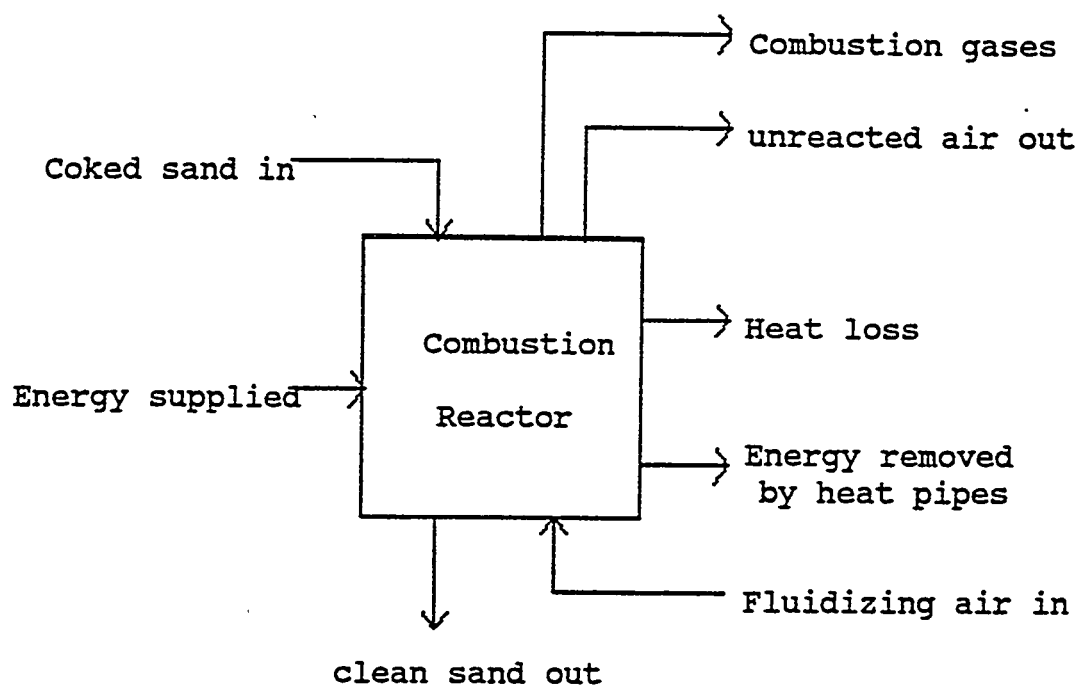 Combustion gases
unreacted air out
Coked sand in
Heat loss
Combustion
Energy supplied
Reactor
Energy removed
by heat pipes
Fluidizing air in
clean sand out